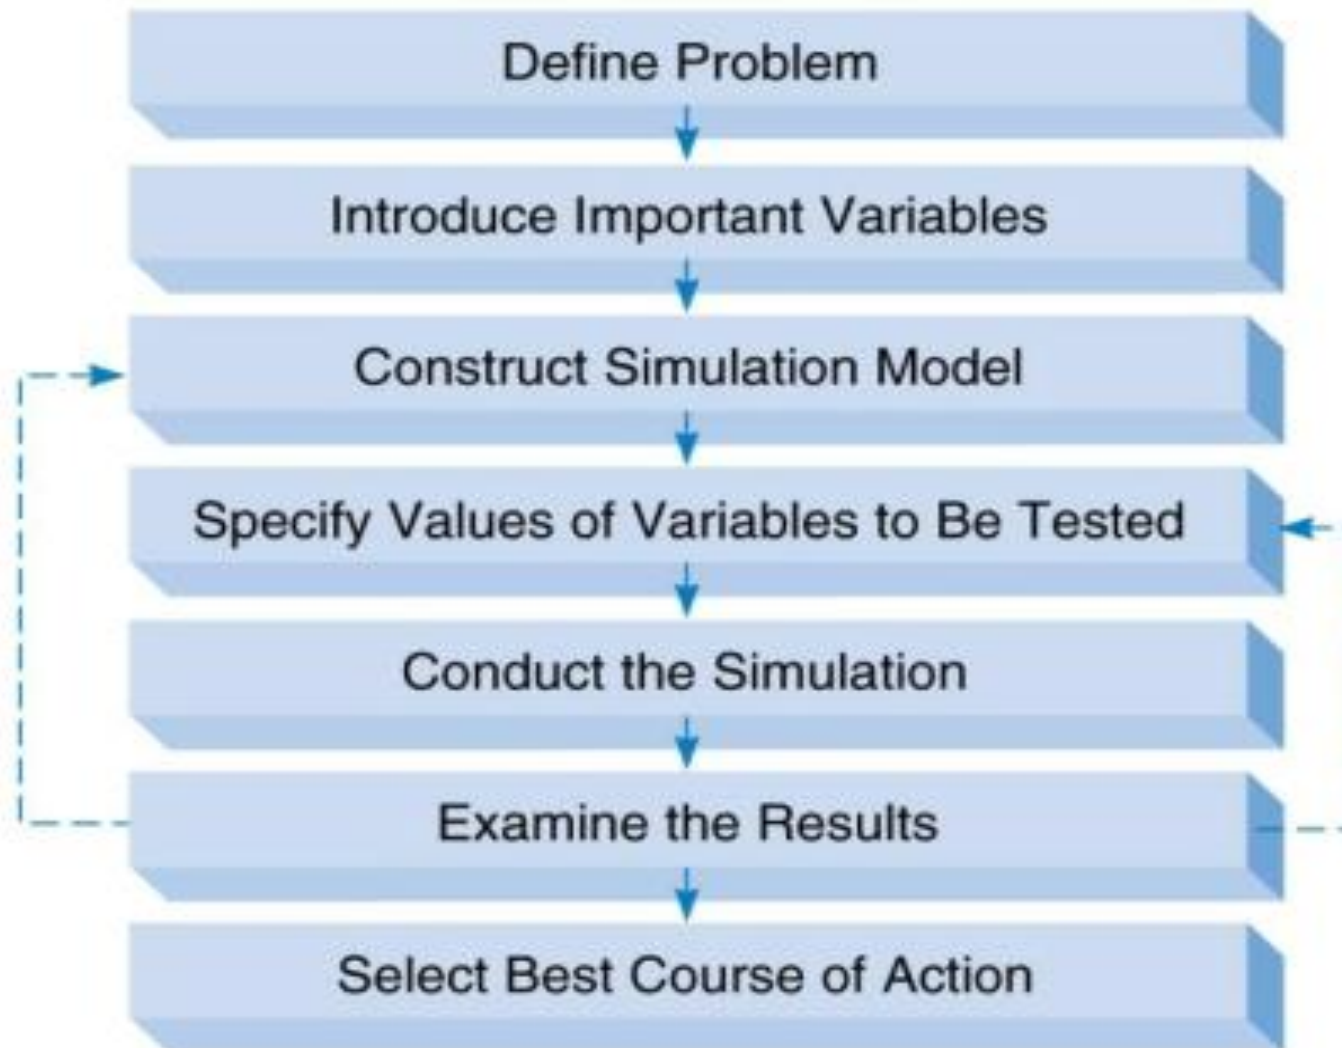 Define Problem
Introduce Important Variables
Construct Simulation Model
Specify Values of Variables to Be Tested
Conduct the Simulation
Examine the Results
Select Best Course of Action